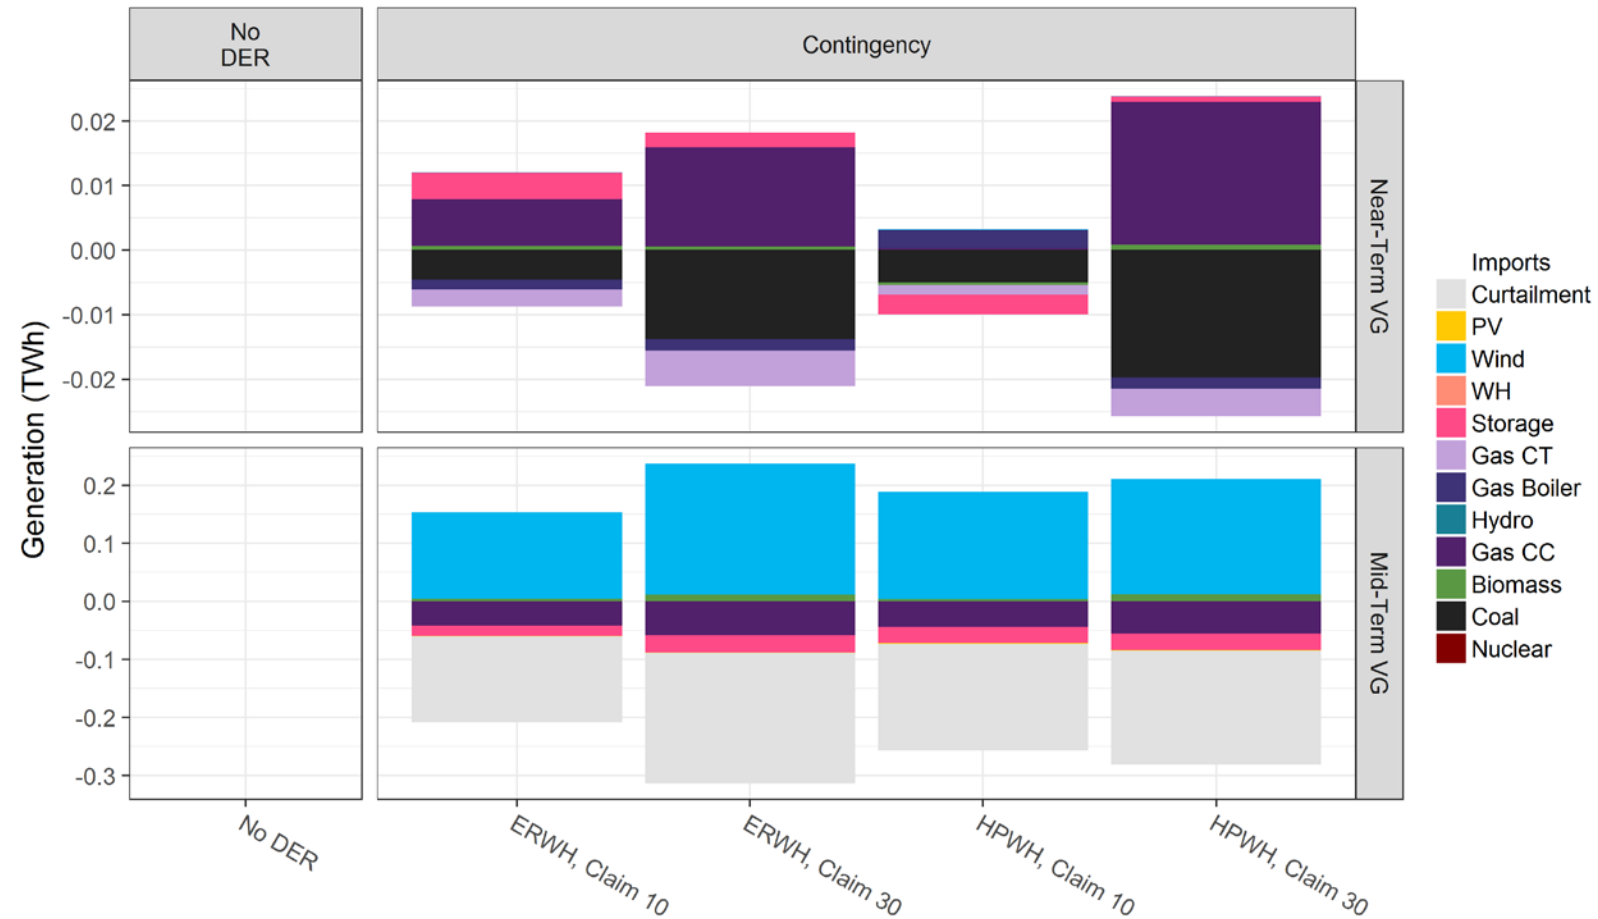 No
DER
Contingency
Generation (TWh)
0.02
0.01
0.00
-0.01
-0.02
Near-Term VG
0.2
0.1
0.0
-0.1
-0.2
-0.3
Mid-Term VG
No DER
ERWH, Claim 10
ERWH, Claim 30
HPWH, Claim 10
HPWH, Claim 30
Imports
Curtailment
PV
Wind
WH
Storage
Gas CT
Gas Boiler
Hydro
Gas CC
Biomass
Coal
Nuclear